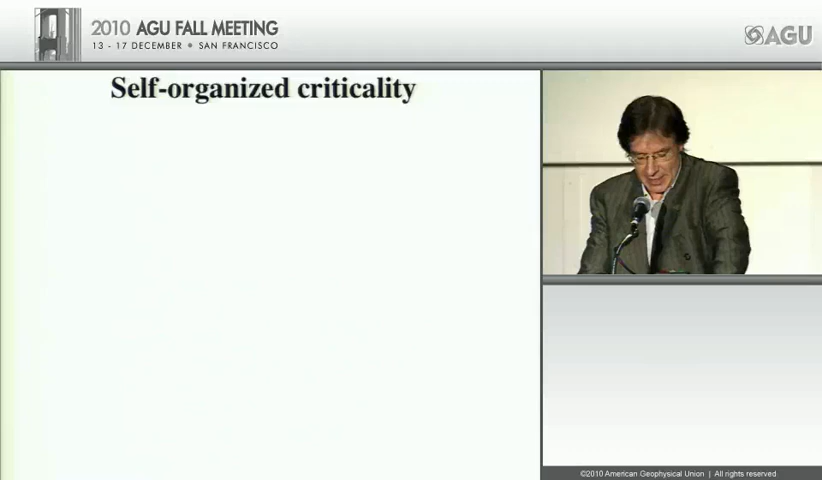 2010 AGU FALL MEETING
13 - 17 DECEMBER • SAN FRANCISCO
AGU
Self-organized criticality
©2010 American Geophysical Union | All rights reserved